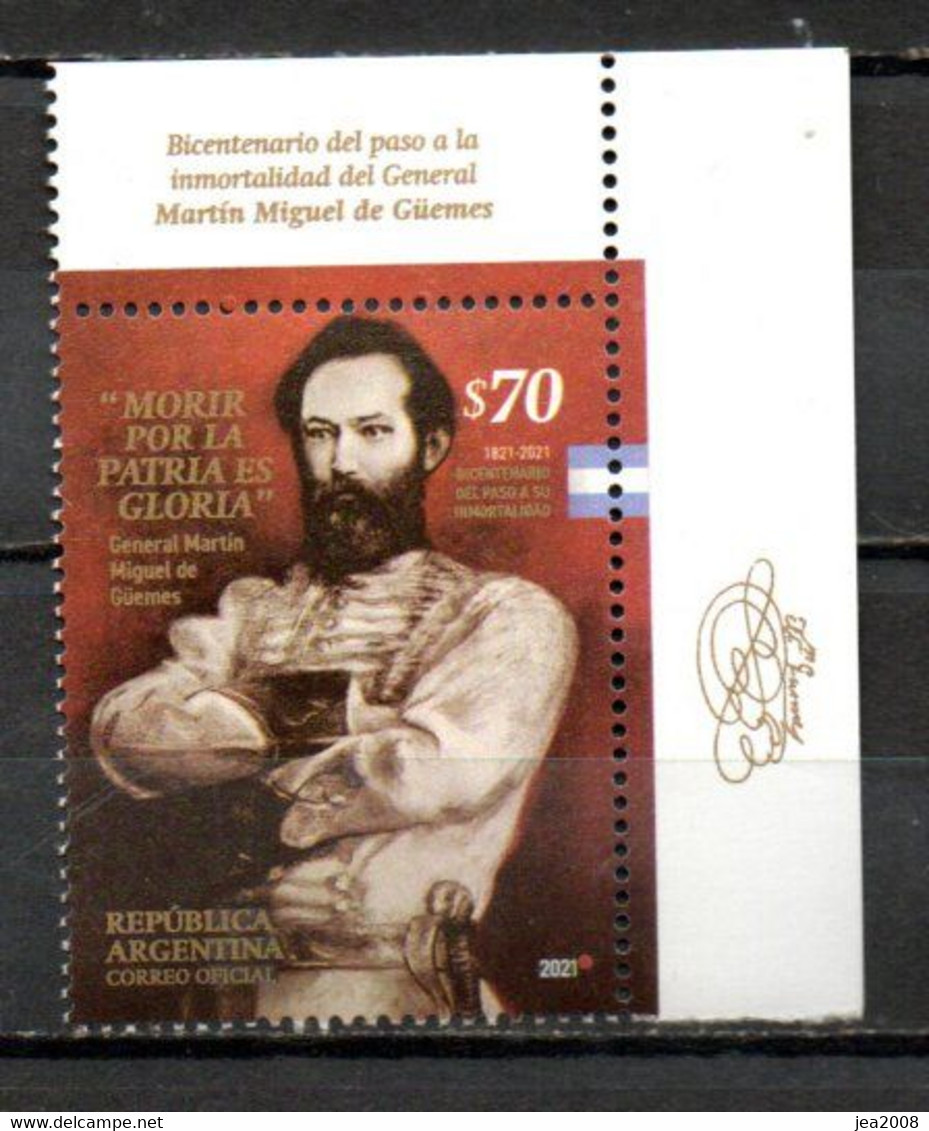 Bicentenario del paso a la
inmortalidad del General
Martín Miguel de Güemes
"MORIR
POR LA
PATRIA ES
GLORIA"
General Martín
Miguel de
Güemes
$70
1821-2021
BICENTENARIO
DEL PASO A SU
INMORTALIDAD
REPÚBLICA
ARGENTINA
CORREO OFICIAL
2021
delcampe.net
jea2008